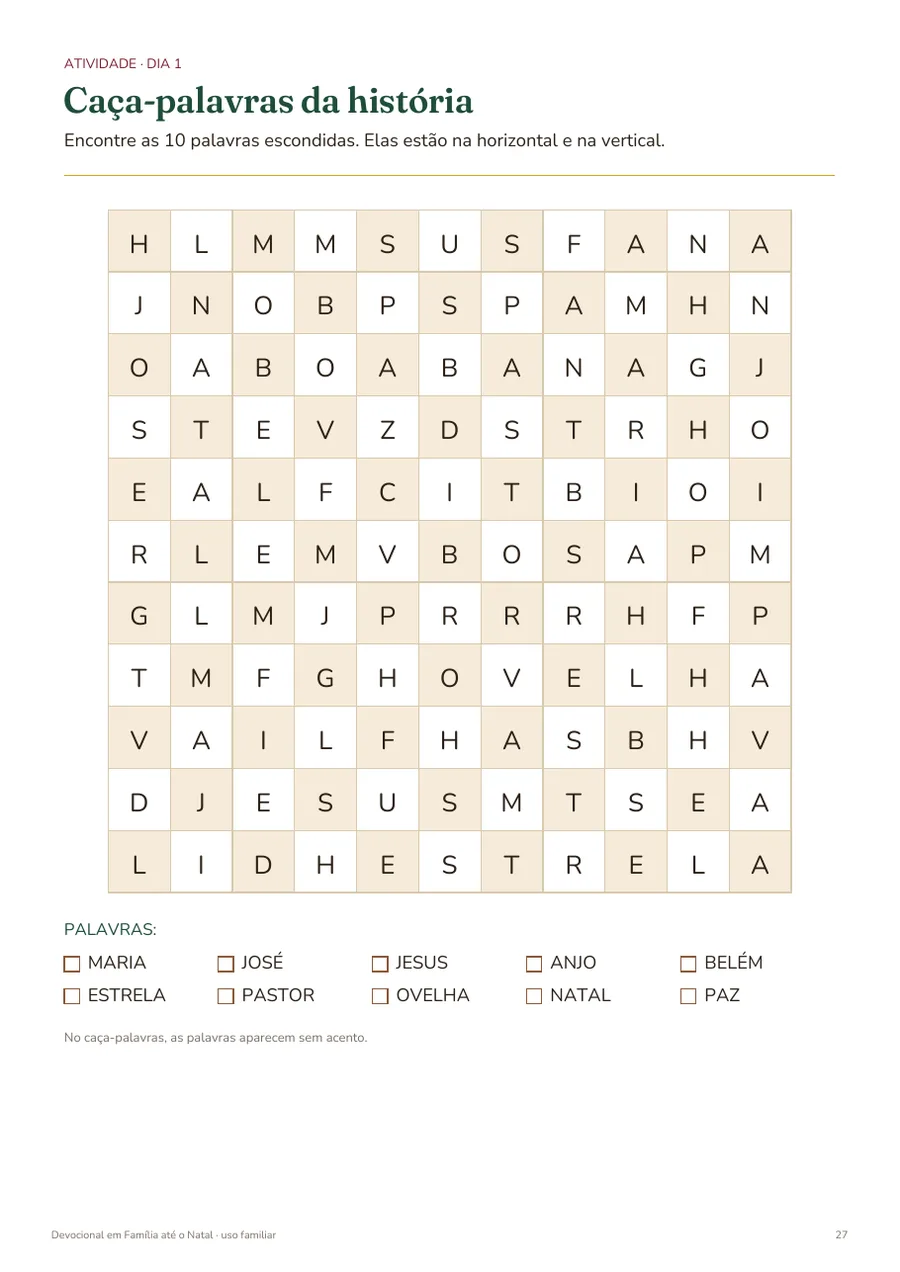 ATIVIDADE · DIA 1
Caça-palavras da história
Encontre as 10 palavras escondidas. Elas estão na horizontal e na vertical.
H L M M S U S F A N A
J N O B P S P A M H N
O A B O A B A N A G J
S T E V Z D S T R H O
E A L F C I T B I O I
R L E M V B O S A P M
G L M J P R R R H F P
T M F G H O V E L H A
V A I L F H A S B H V
D J E S U S M T S E A
L I D H E S T R E L A
PALAVRAS:
MARIA JOSÉ JESUS ANJO BELÉM
ESTRELA PASTOR OVELHA NATAL PAZ
No caça-palavras, as palavras aparecem sem acento.
Devocional em Família até o Natal · uso familiar 27